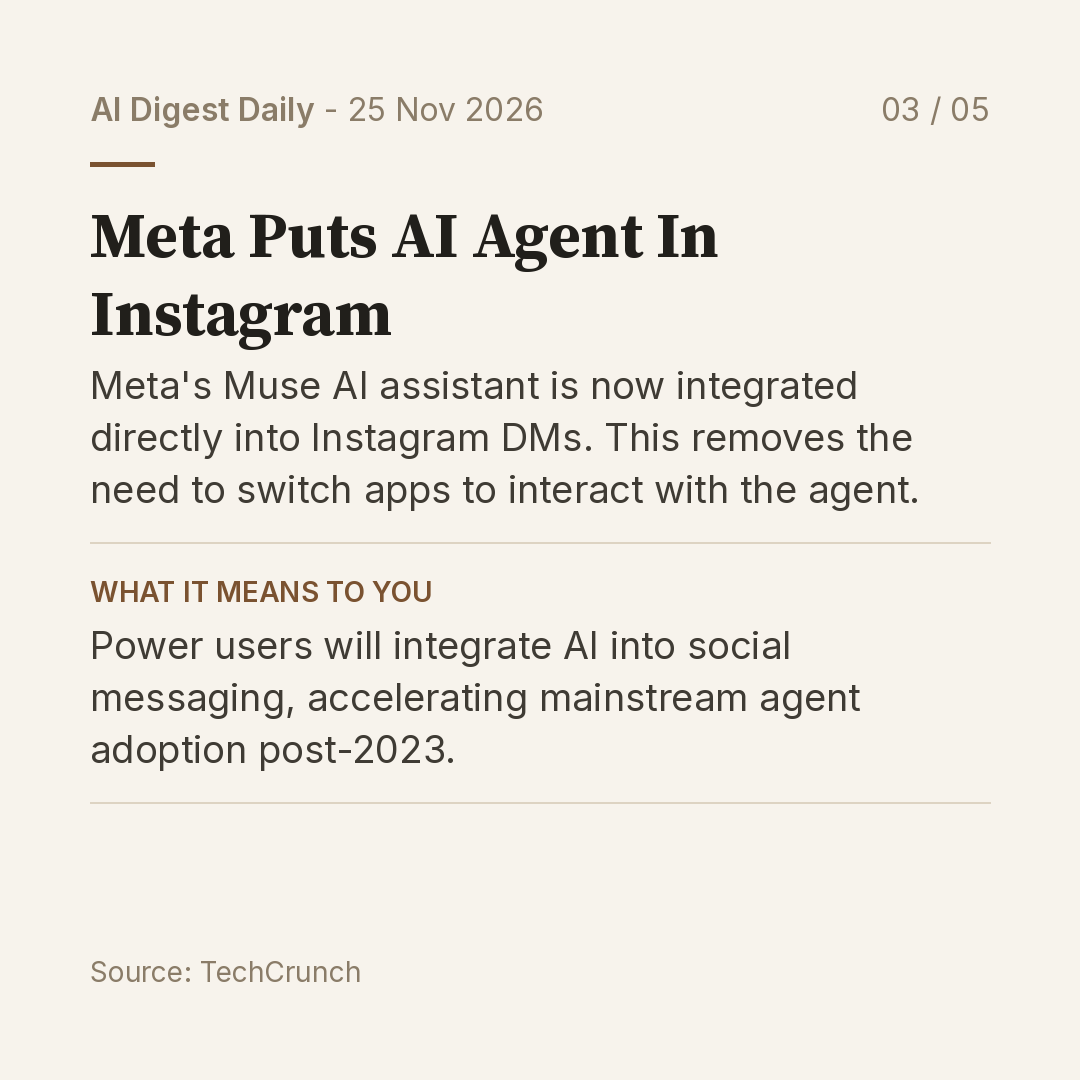 AI Digest Daily - 25 Nov 2026
03 / 05
Meta Puts AI Agent In
Instagram
Meta's Muse AI assistant is now integrated
directly into Instagram DMs. This removes the
need to switch apps to interact with the agent.
WHAT IT MEANS TO YOU
Power users will integrate AI into social
messaging, accelerating mainstream agent
adoption post-2023.
Source: TechCrunch